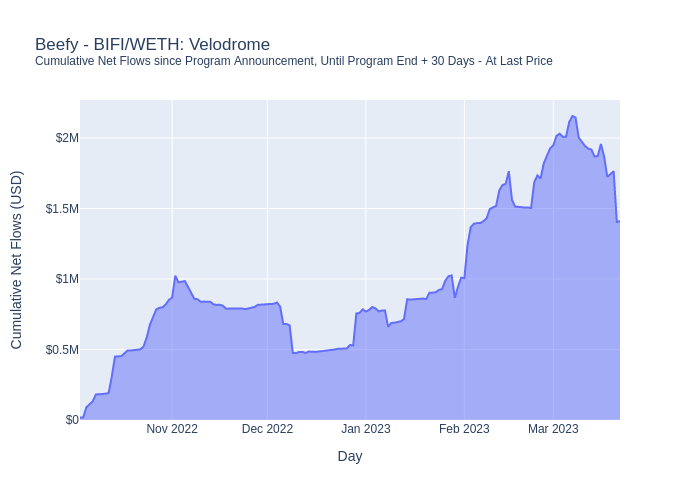 Beefy - BIFI/WETH: Velodrome
Cumulative Net Flows since Program Announcement, Until Program End + 30 Days - At Last Price
Cumulative Net Flows (USD)
$2M
$1.5M
$1M
$0.5M
$0
Nov 2022
Dec 2022
Jan 2023
Feb 2023
Mar 2023
Day